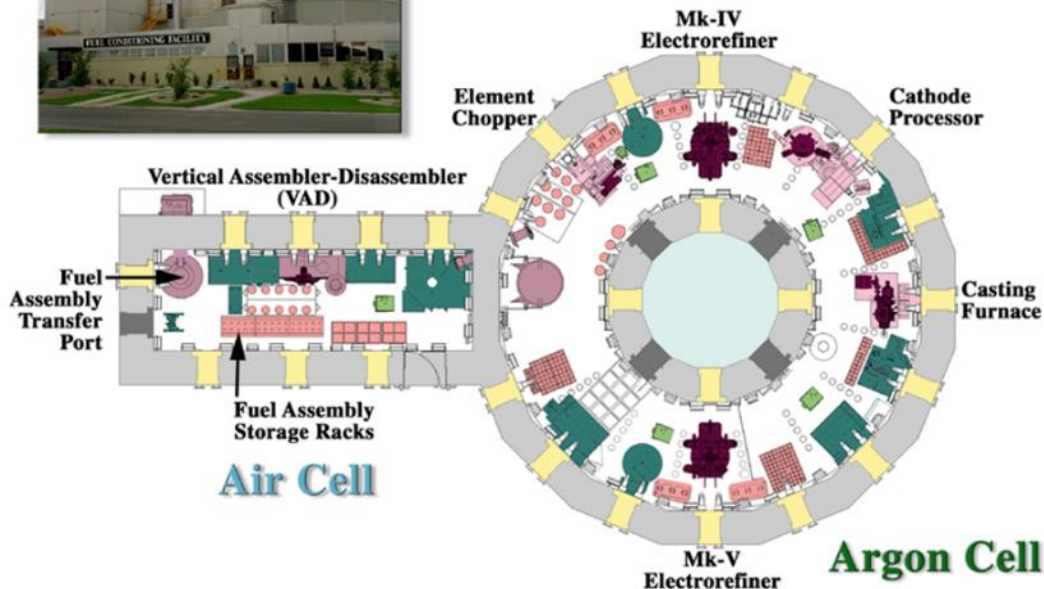 FUEL CONDITIONING FACILITY
Mk-IV
Electrorefiner
Element
Chopper
Cathode
Processor
Vertical Assembler-Disassembler
(VAD)
Fuel
Assembly
Transfer
Port
Casting
Furnace
Fuel Assembly
Storage Racks
Air Cell
Mk-V
Electrorefiner
Argon Cell